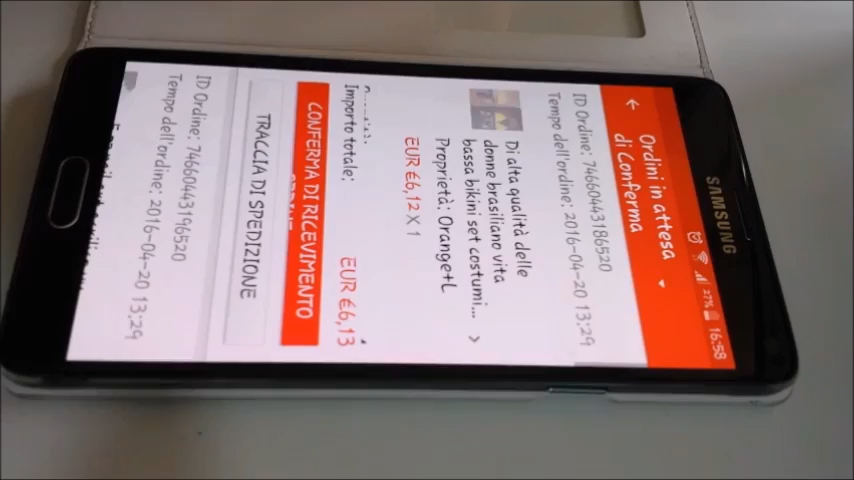 SAMSUNG
27% 16:58
Ordini in attesa
di Conferma
ID Ordine: 74660443186520
Tempo dell'ordine: 2016-04-20 13:29
Di alta qualità delle
donne brasiliano vita
bassa bikini set costumi...
Proprietà: Orange+L
EUR €6,12 X 1
Importo totale: EUR €6,13
CONFERMA DI RICEVIMENTO
TRACCIA DI SPEDIZIONE
ID Ordine: 74660443196520
Tempo dell'ordine: 2016-04-20 13:29